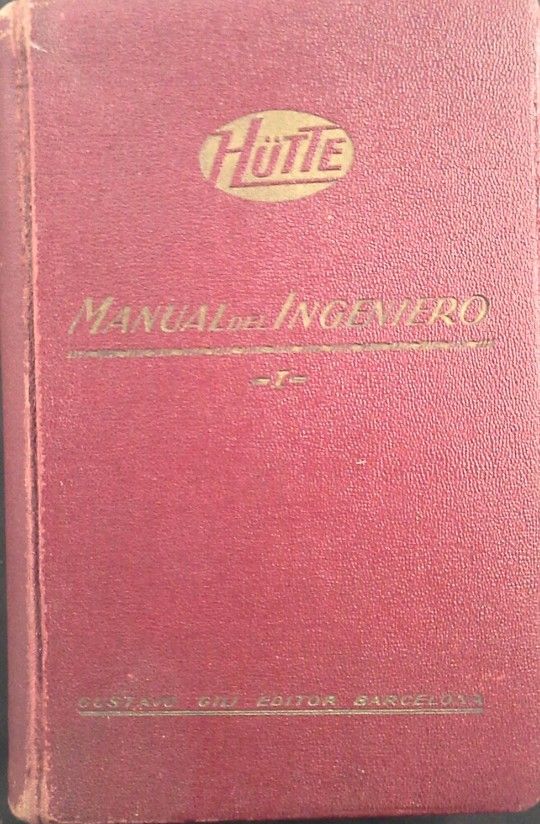 HÜTTE
MANUAL DEL INGENIERO
-I-
GUSTAVO GILI EDITOR BARCELONA